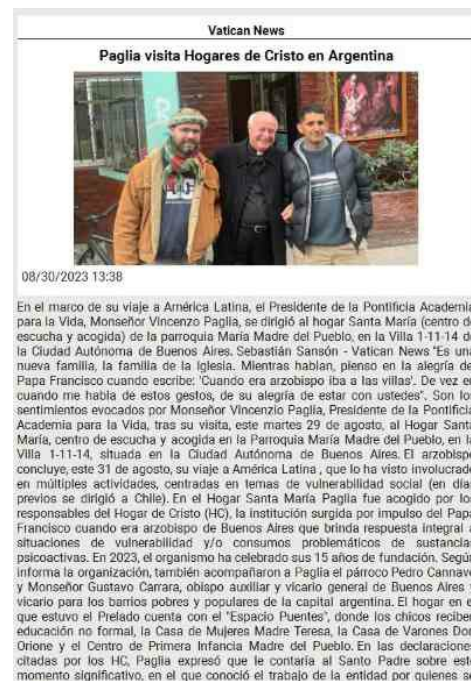 Vatican News
Paglia visita Hogares de Cristo en Argentina
08/30/2023 13:38
En el marco de su viaje a América Latina, el Presidente de la Pontificia Academia
para la Vida, Monseñor Vincenzo Paglia, se dirigió al hogar Santa María (centro de
escucha y acogida) de la parroquia María Madre del Pueblo, en la Villa 1-11-14 de
la Ciudad Autónoma de Buenos Aires. Sebastián Sansón - Vatican News "Es una
nueva familia, la familia de la Iglesia. Mientras hablan, pienso en la alegría del
Papa Francisco cuando escribe: 'Cuando era arzobispo iba a las villas'. De vez en
cuando me habla de estos gestos, de su alegría de estar con ustedes". Son los
sentimientos evocados por Monseñor Vincenzio Paglia, Presidente de la Pontificia
Academia para la Vida, tras su visita, este martes 29 de agosto, al Hogar Santa
María, centro de escucha y acogida en la Parroquia María Madre del Pueblo, en la
Villa 1-11-14, situada en la Ciudad Autónoma de Buenos Aires. El arzobispo
concluye, este 31 de agosto, su viaje a América Latina , que lo ha visto involucrado
en múltiples actividades, centradas en temas de vulnerabilidad social (en días
previos se dirigió a Chile). En el Hogar Santa María Paglia fue acogido por los
responsables del Hogar de Cristo (HC), la institución surgida por impulso del Papa
Francisco cuando era arzobispo de Buenos Aires que brinda respuesta integral a
situaciones de vulnerabilidad y/o consumos problemáticos de sustancias
psicoactivas. En 2023, el organismo ha celebrado sus 15 años de fundación. Según
informa la organización, también acompañaron a Paglia el párroco Pedro Cannavó
y Monseñor Gustavo Carrara, obispo auxiliar y vicario general de Buenos Aires y
vicario para los barrios pobres y populares de la capital argentina. El hogar en el
que estuvo el Prelado cuenta con el "Espacio Puentes", donde los chicos reciben
educación no formal, la Casa de Mujeres Madre Teresa, la Casa de Varones Don
Orione y el Centro de Primera Infancia Madre del Pueblo. En las declaraciones
citadas por los HC, Paglia expresó que le contaría al Santo Padre sobre este
momento significativo, en el que conoció el trabajo de la entidad por quienes se